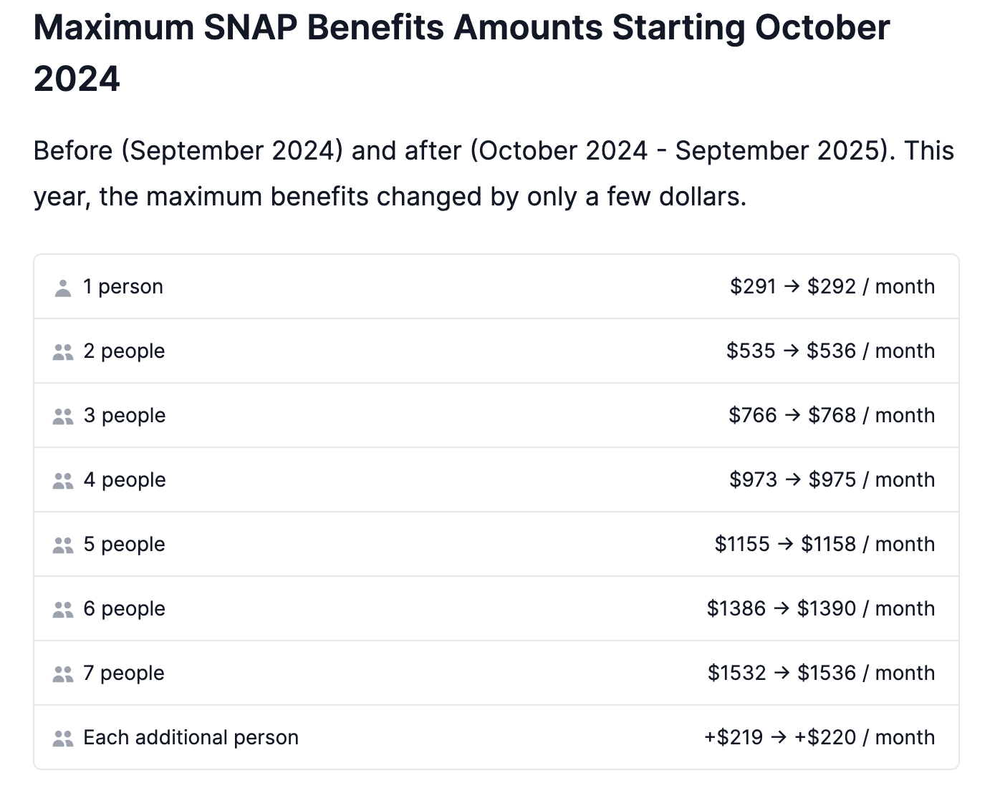 Maximum SNAP Benefits Amounts Starting October
2024
Before (September 2024) and after (October 2024 - September 2025). This
year, the maximum benefits changed by only a few dollars.
1 person $291 → $292 / month
2 people $535 → $536 / month
3 people $766 → $768 / month
4 people $973 → $975 / month
5 people $1155 → $1158 / month
6 people $1386 → $1390 / month
7 people $1532 → $1536 / month
Each additional person +$219 → +$220 / month